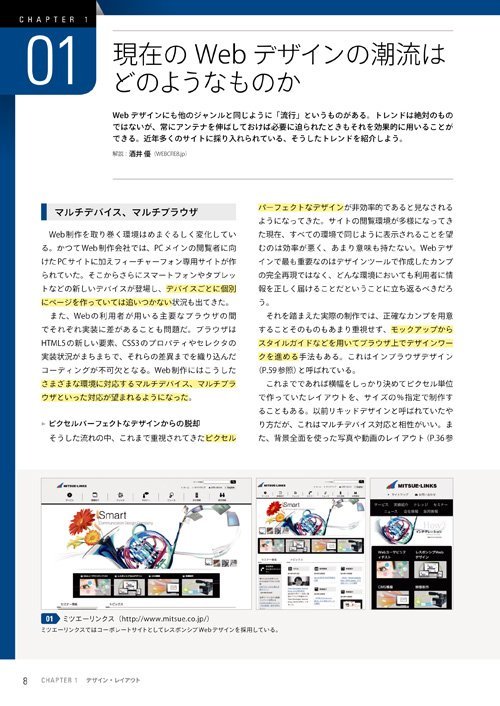 CHAPTER 1
01
現在の Web デザインの潮流は
どのようなものか
Web デザインにも他のジャンルと同じように「流行」というものがある。トレンドは絶対のもの
ではないが、常にアンテナを伸ばしておけば必要に迫られたときもそれを効果的に用いることが
できる。近年多くのサイトに採り入れられている、そうしたトレンドを紹介しよう。
解説:酒井 優(WEBCRE8.jp)
マルチデバイス、マルチブラウザ
Web制作を取り巻く環境はめまぐるしく変化してい
る。かつてWeb制作会社では、PCメインの閲覧者に向
けたPCサイトに加えフィーチャーフォン専用サイトが作
られていた。そこからさらにスマートフォンやタブレッ
トなどの新しいデバイスが登場し、デバイスごとに個別
にページを作っていては追いつかない状況も出てきた。
また、Webの利用者が用いる主要なブラウザの間
でそれぞれ実装に差があることも問題だ。ブラウザは
HTML5の新しい要素、CSS3のプロパティやセレクタの
実装状況がまちまちで、それらの差異までを織り込んだ
コーディングが不可欠となる。Web制作にはこうした
さまざまな環境に対応するマルチデバイス、マルチブラ
ウザといった対応が望まれるようになった。
ピクセルパーフェクトなデザインからの脱却
そうした流れの中、これまで重視されてきたピクセル
パーフェクトなデザインが非効率的であると見なされる
ようになってきた。サイトの閲覧環境が多様になってき
た現在、すべての環境で同じように表示されることを望
むのは効率が悪く、あまり意味も持たない。Webデザ
インで最も重要なのはデザインツールで作成したカンプ
の完全再現ではなく、どんな環境においても利用者に情
報を正しく届けることだということに立ち返るべきだろ
う。
それを踏まえた実際の制作では、正確なカンプを用意
することそのものもあまり重視せず、モックアップから
スタイルガイドなどを用いてブラウザ上でデザインワー
クを進める手法もある。これはインブラウザデザイン
(P.59参照)と呼ばれている。
これまでであれば横幅をしっかり決めてピクセル単位
で作っていたレイアウトを、サイズの%指定で制作す
ることもある。以前リキッドデザインと呼ばれていたや
り方だが、これはマルチデバイス対応と相性がいい。ま
た、背景全面を使った写真や動画のレイアウト(P.36参
MITSUE-LINKS
iSmart
MITSUE-LINKS
MITSUE-LINKS
01 ミツエーリンクス(http://www.mitsue.co.jp/)
ミツエーリンクスではコーポレートサイトとしてレスポンシブWebデザインを採用している。
8 CHAPTER 1 デザイン・レイアウト